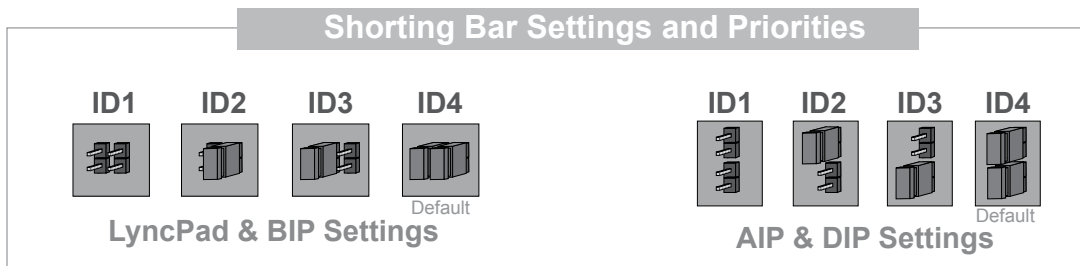 Shorting Bar Settings and Priorities
ID1 ID2 ID3 ID4
Default
LyncPad & BIP Settings
ID1 ID2 ID3 ID4
Default
AIP & DIP Settings